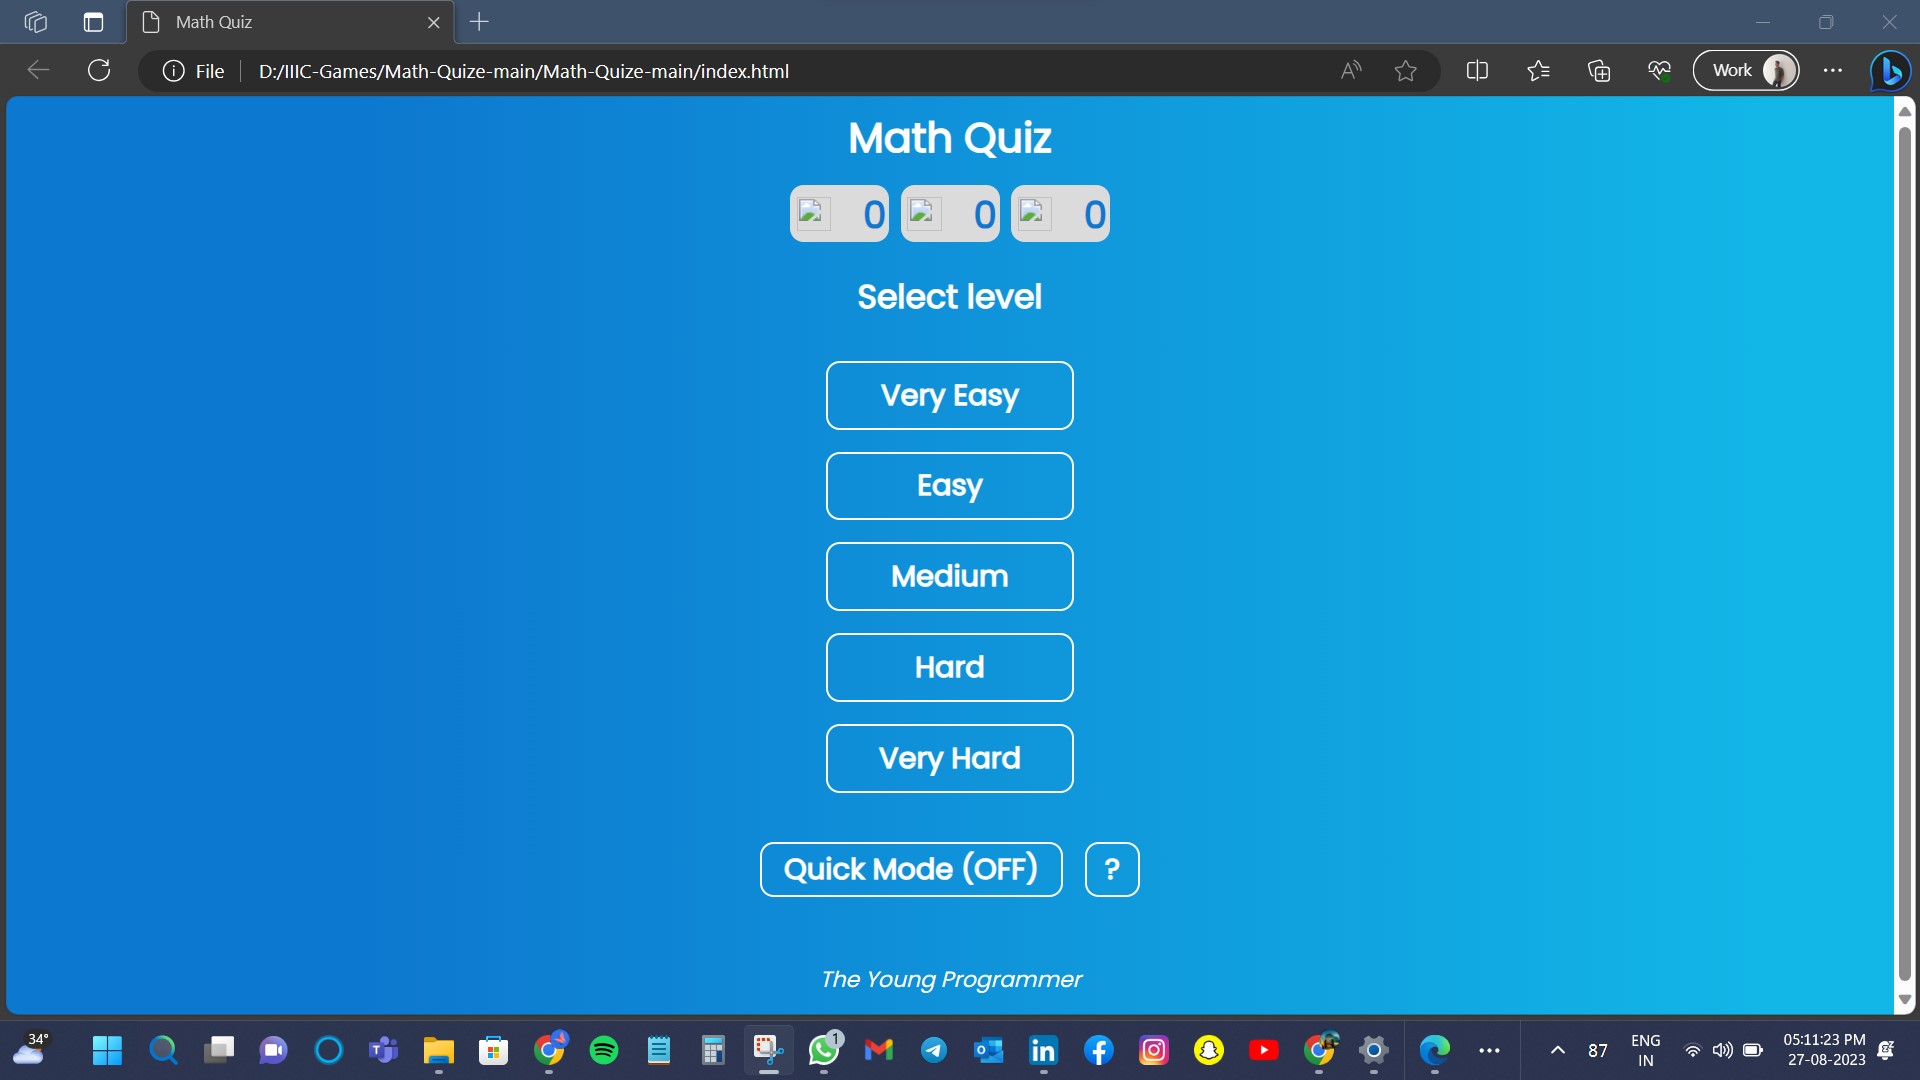 Math Quiz
File
D:/IIIC-Games/Math-Quize-main/Math-Quize-main/index.html
Work
Math Quiz
0 0 0
Select level
Very Easy
Easy
Medium
Hard
Very Hard
Quick Mode (OFF) ?
The Young Programmer
34°
1
87
ENG
IN
05:11:23 PM
27-08-2023